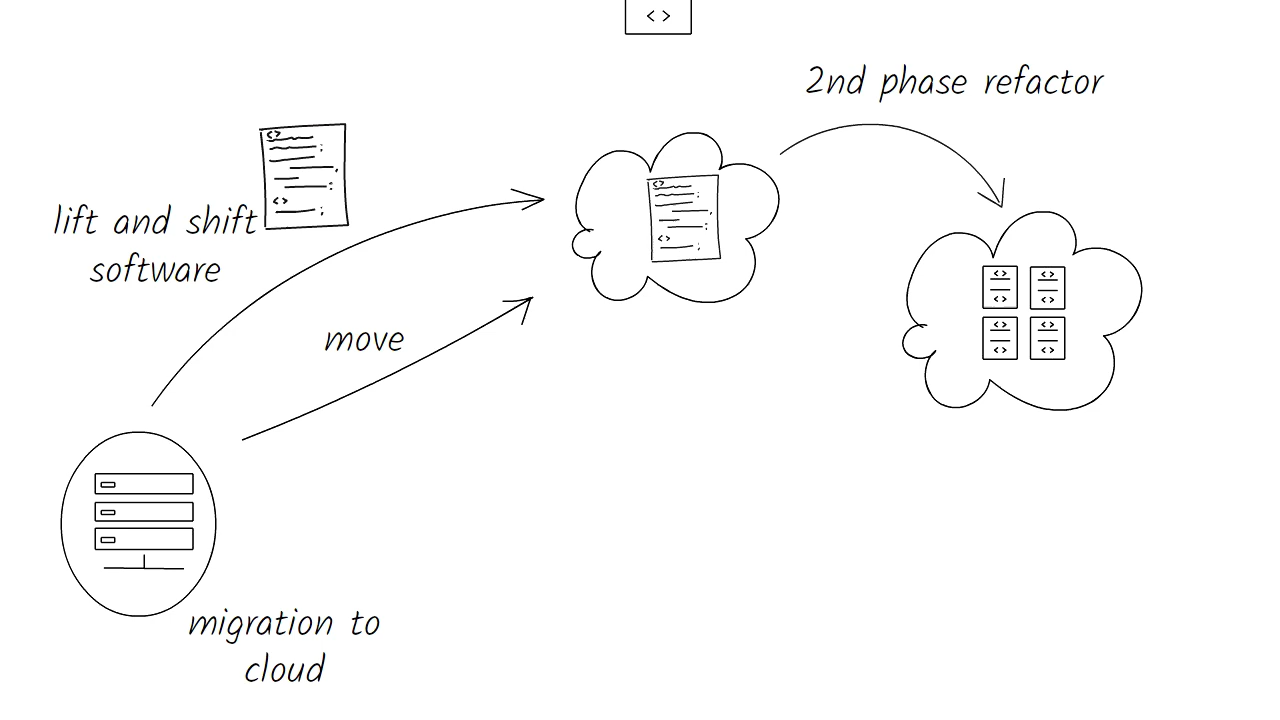 < >
2nd phase refactor
lift and shift
software
move
migration to
cloud